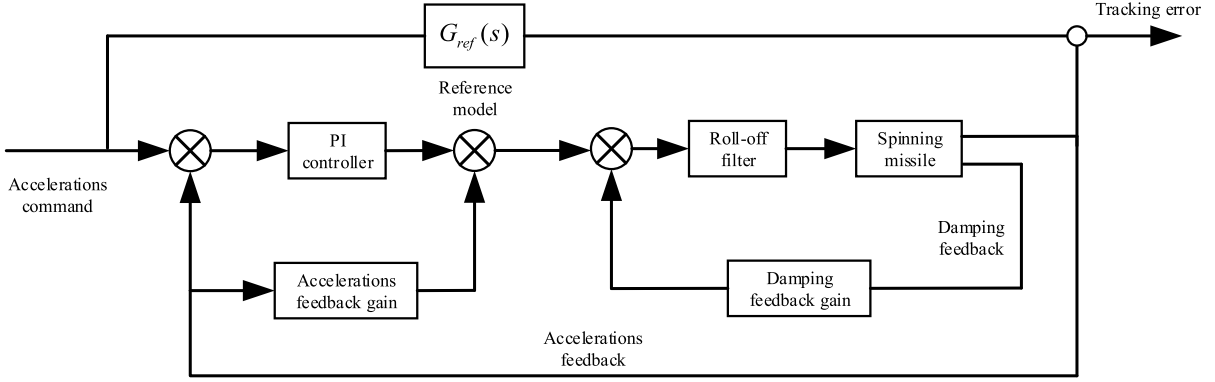 Tracking error
G_ref(s)
Reference
model
PI
controller
Roll-off
filter
Spinning
missile
Accelerations
command
Damping
feedback
Accelerations
feedback gain
Damping
feedback gain
Accelerations
feedback